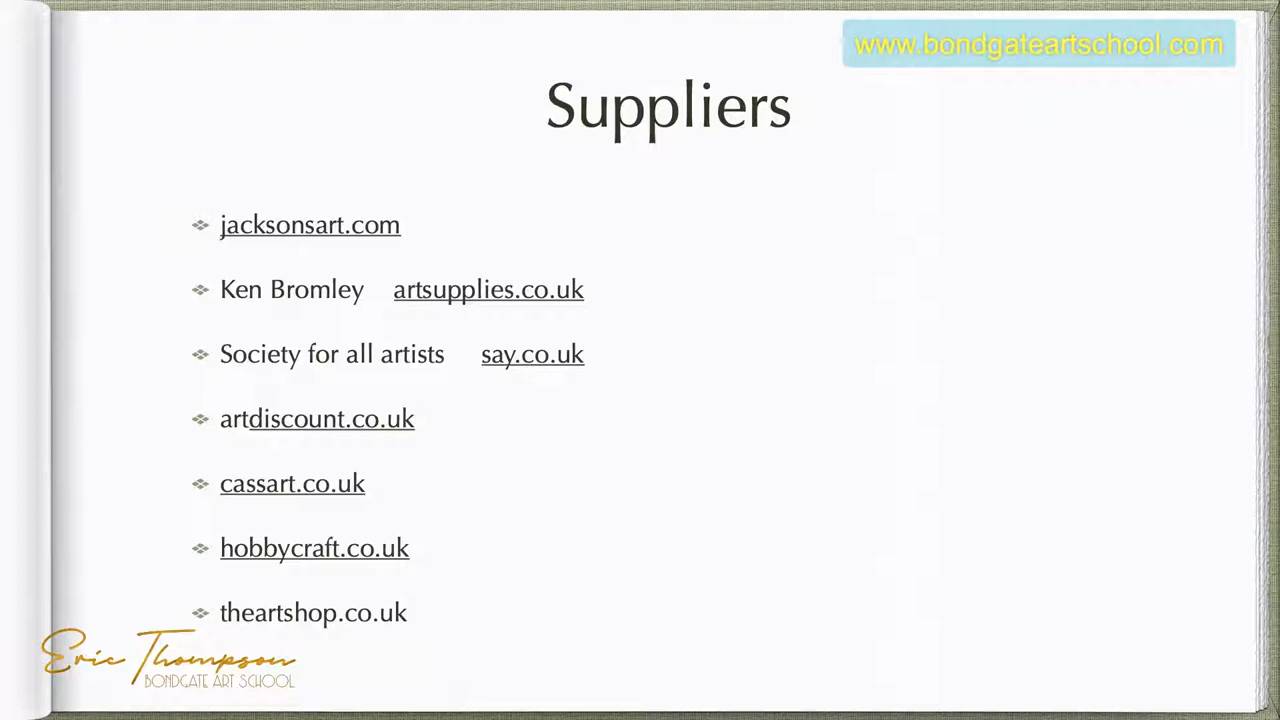 www.bondgateartschool.com
Suppliers
jacksonsart.com
Ken Bromley artsupplies.co.uk
Society for all artists say.co.uk
artdiscount.co.uk
cassart.co.uk
hobbycraft.co.uk
theartshop.co.uk
Eric Thompson
BONDGATE ART SCHOOL